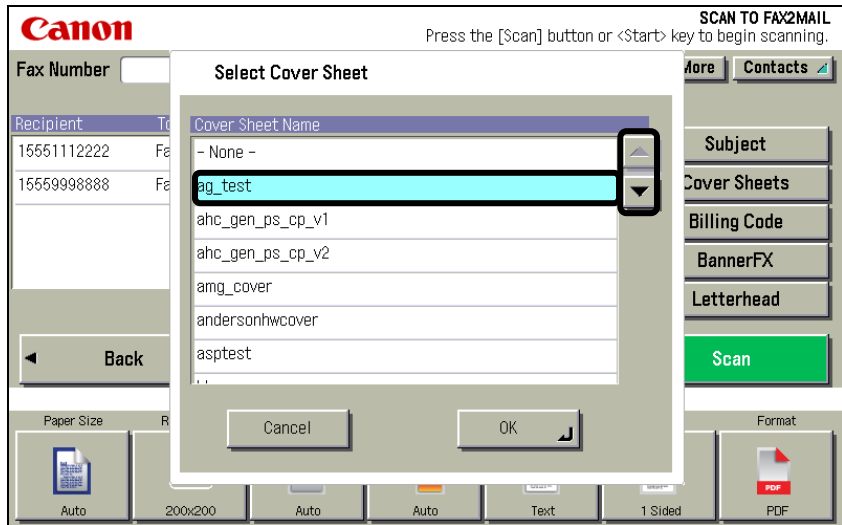 Canon
SCAN TO FAX2MAIL
Press the [Scan] button or <Start> key to begin scanning.
Fax Number
More
Contacts
Select Cover Sheet
Recipient
Cover Sheet Name
15551112222
15559998888
- None -
ag_test
ahc_gen_ps_cp_v1
ahc_gen_ps_cp_v2
amg_cover
andersonhwcover
asptest
Subject
Cover Sheets
Billing Code
BannerFX
Letterhead
Back
Scan
Cancel
OK
Paper Size
Format
PDF
Auto
200x200
Auto
Auto
Text
1 Sided
PDF